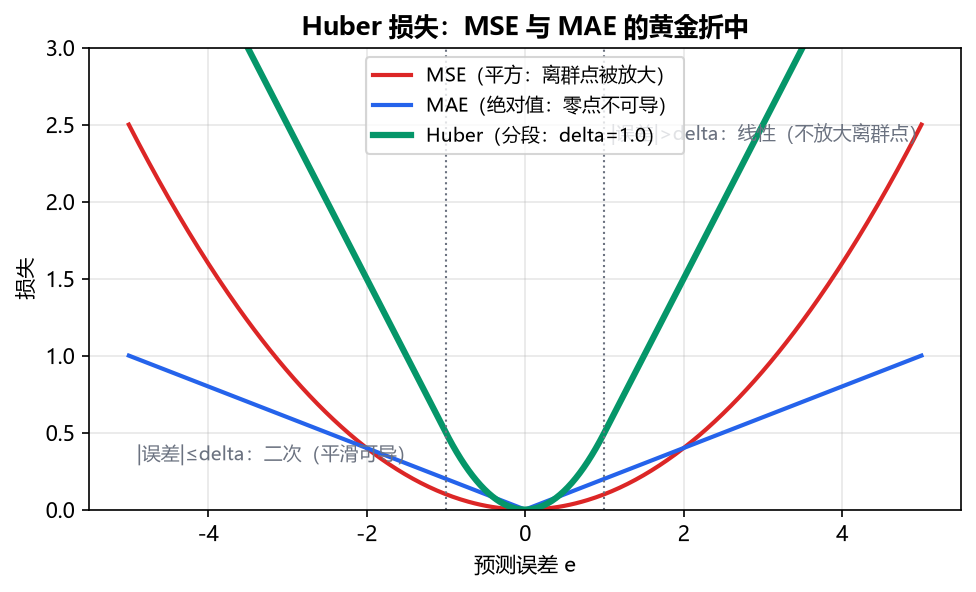 Huber 损失：MSE 与 MAE 的黄金折中
3.0
2.5
2.0
1.5
1.0
0.5
0.0
损失
MSE（平方：离群点被放大）
MAE（绝对值：零点不可导）
Huber（分段：delta=1.0）
>delta：线性（不放大离群点）
|误差|≤delta：二次（平滑可导）
-4
-2
0
2
4
预测误差 e